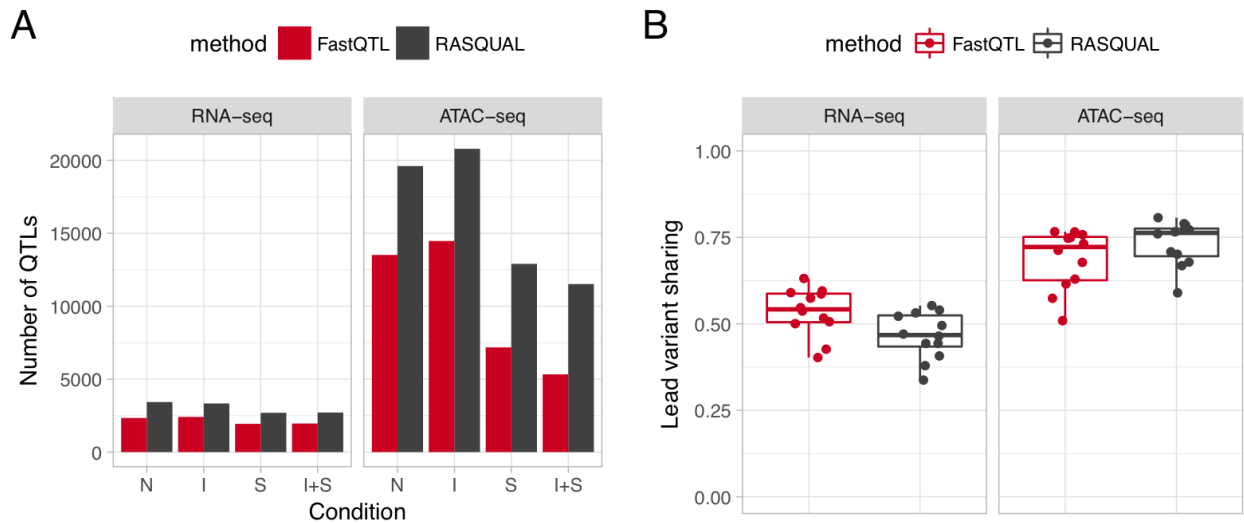 A
method FastQTL RASQUAL
RNA−seq ATAC−seq
Number of QTLs
20000
15000
10000
5000
0
N I S I+S N I S I+S
Condition
B
method FastQTL RASQUAL
RNA−seq ATAC−seq
Lead variant sharing
1.00
0.75
0.50
0.25
0.00